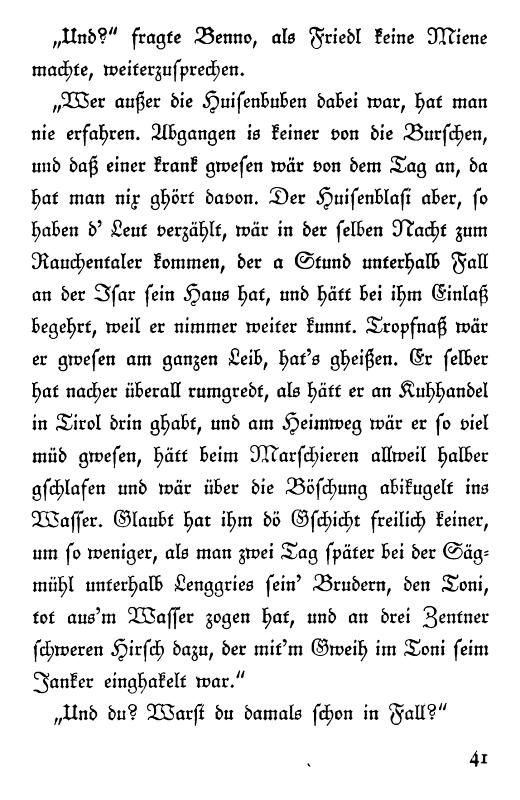 „Und?“ fragte Benno, als Friedl keine Miene
machte, weiterzusprechen.
„Wer außer die Huisenbuben dabei war, hat man
nie erfahren. Abgangen is keiner von die Burschen,
und daß einer krank gwesen wär von dem Tag an, da
hat man nix ghört davon. Der Huisenblasi aber, so
haben d' Leut verzählt, wär in der selben Nacht zum
Rauchentaler kommen, der a Stund unterhalb Fall
an der Isar sein Haus hat, und hätt bei ihm Einlaß
begehrt, weil er nimmer weiter kunnt. Tropfnaß wär
er gwesen am ganzen Leib, hat's gheißen. Er selber
hat nacher überall rumgredt, als hätt er an Kuhhandel
in Tirol drin ghabt, und am Heimweg wär er so viel
müd gwesen, hätt beim Marschieren allweil halber
gschlafen und wär über die Böschung abikugelt ins
Wasser. Glaubt hat ihm dö Gschicht freilich keiner,
um so weniger, als man zwei Tag später bei der Säg-
mühl unterhalb Lenggries sein' Brudern, den Toni,
tot aus'm Wasser zogen hat, und an drei Zentner
schweren Hirsch dazu, der mit'm Gweih im Toni seim
Janker einghakelt war.“
„Und du? Warst du damals schon in Fall?“
41